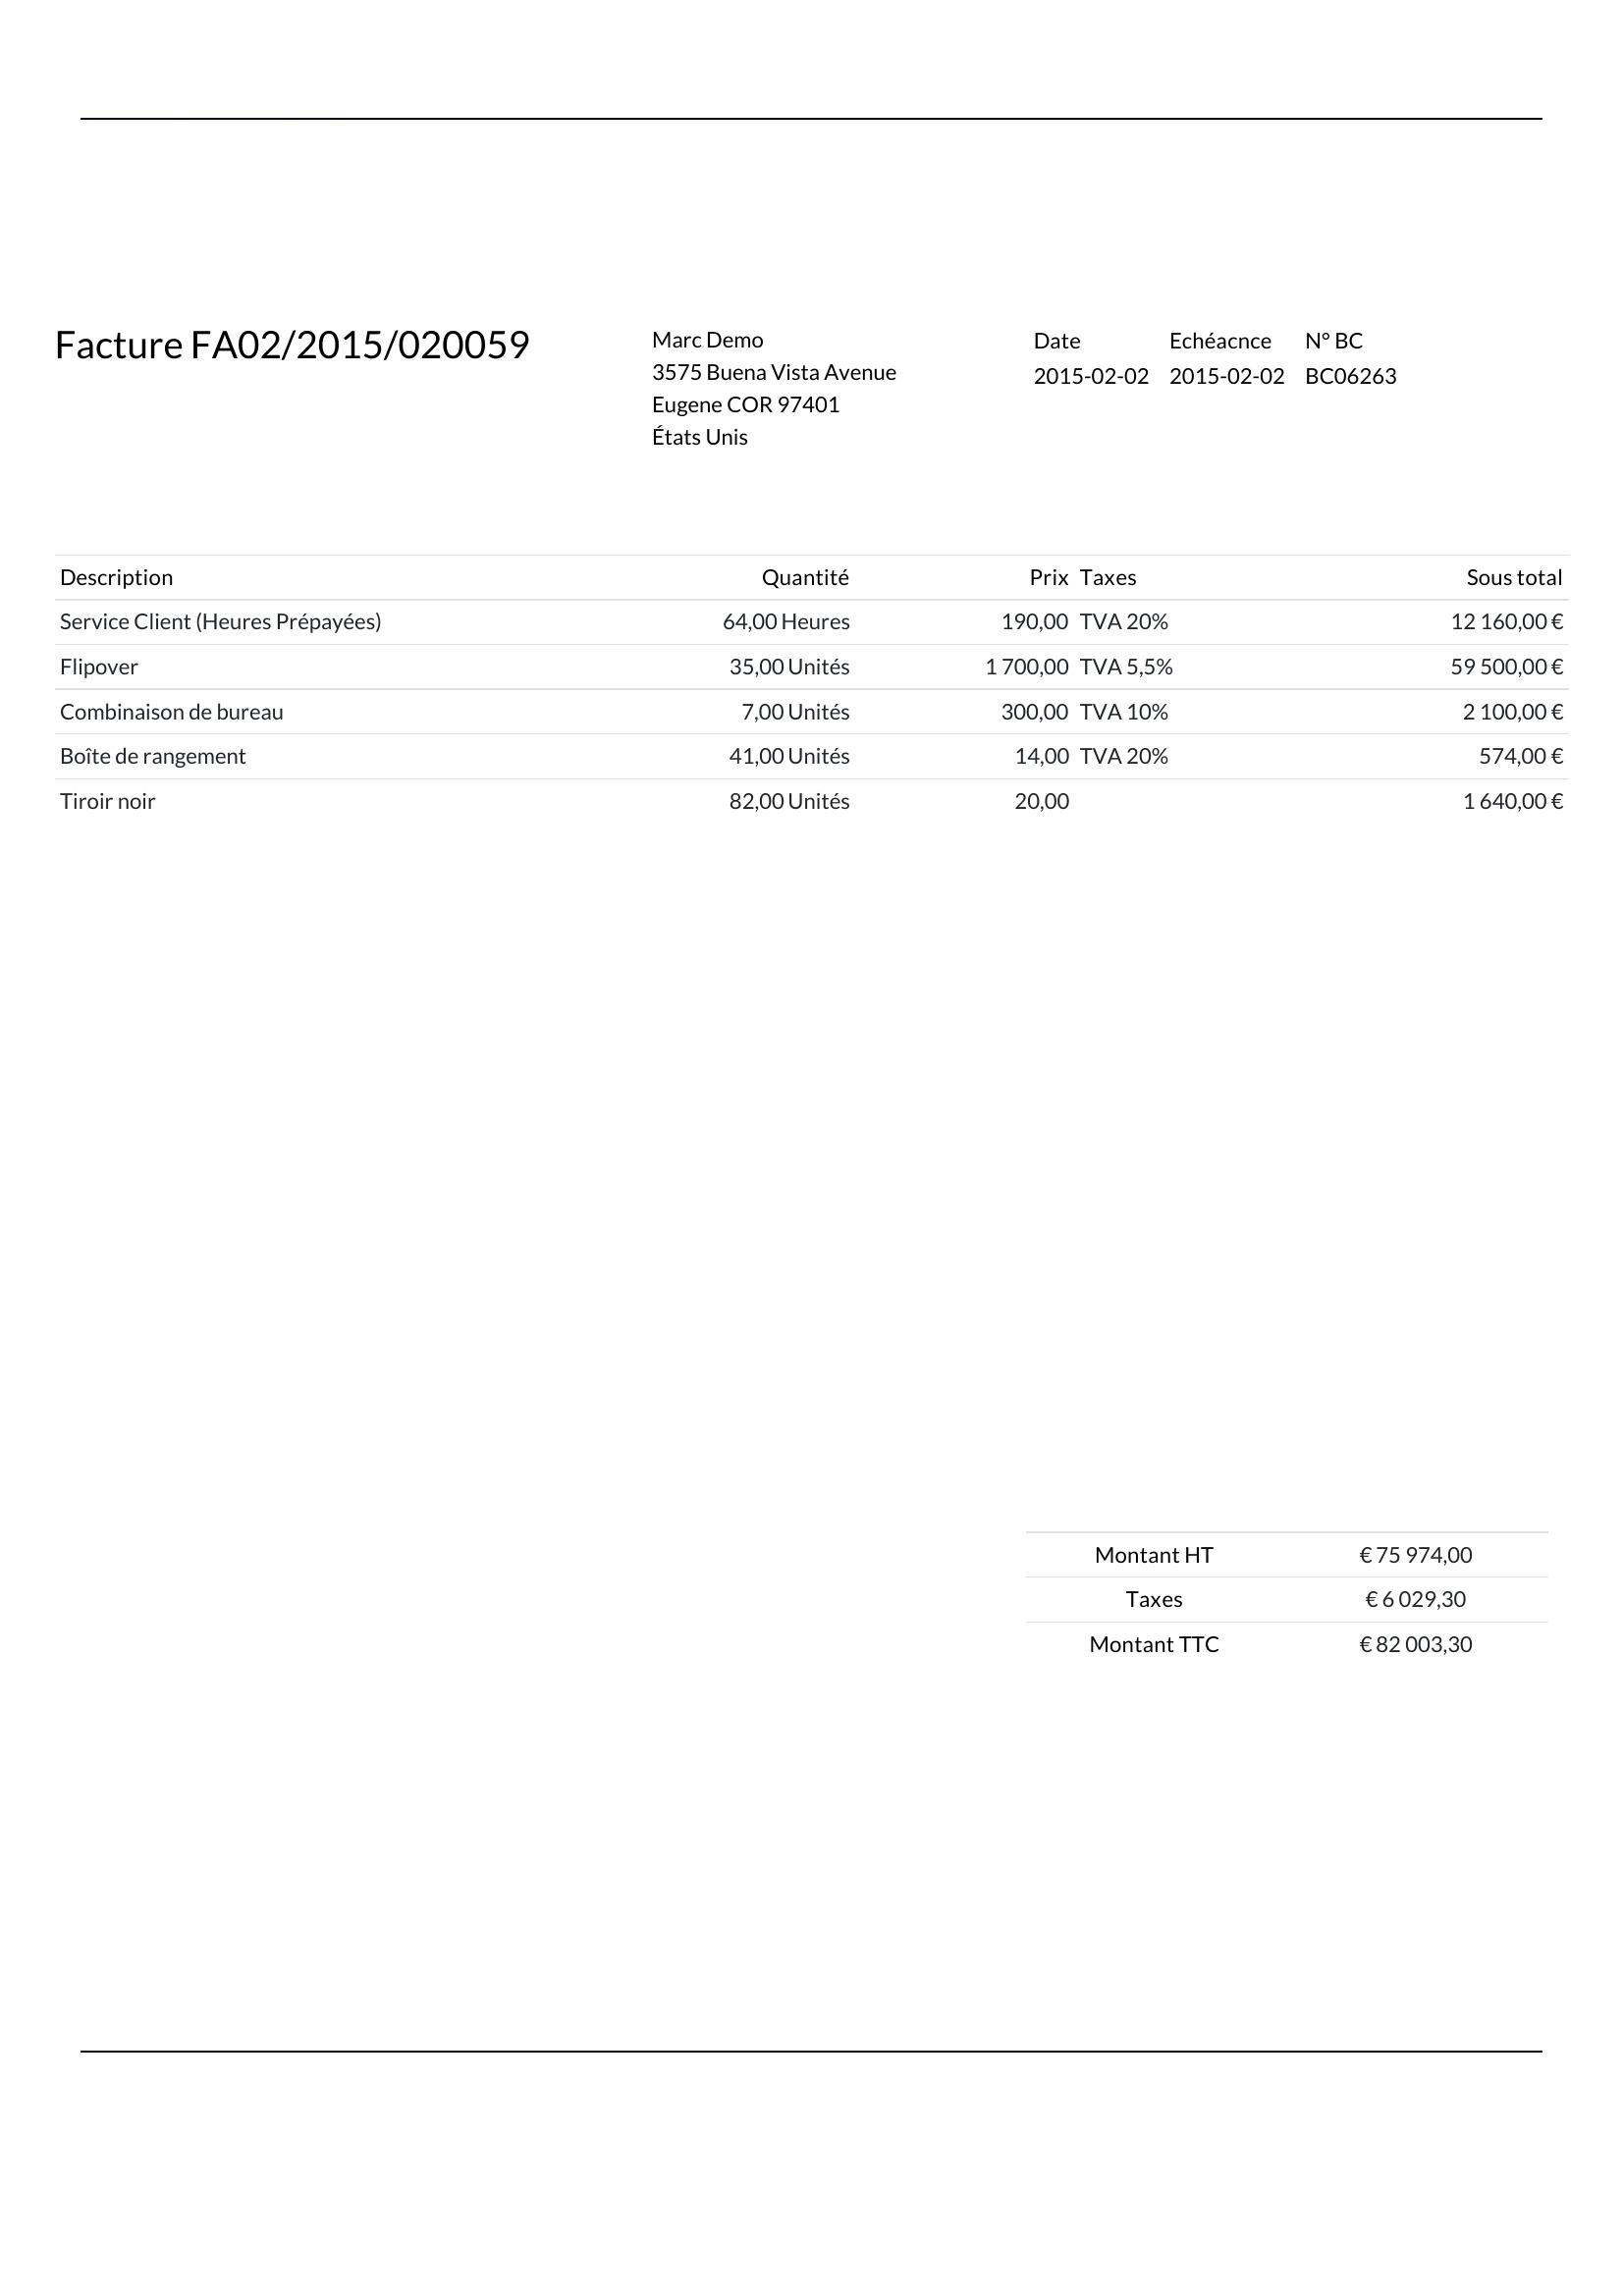 Facture FA02/2015/020059
Marc Demo
3575 Buena Vista Avenue
Eugene COR 97401
États Unis
Date Echéacnce N° BC
2015-02-02 2015-02-02 BC06263
Description Quantité Prix Taxes Sous total
Service Client (Heures Prépayées) 64,00 Heures 190,00 TVA 20% 12 160,00 €
Flipover 35,00 Unités 1 700,00 TVA 5,5% 59 500,00 €
Combinaison de bureau 7,00 Unités 300,00 TVA 10% 2 100,00 €
Boîte de rangement 41,00 Unités 14,00 TVA 20% 574,00 €
Tiroir noir 82,00 Unités 20,00 1 640,00 €
Montant HT € 75 974,00
Taxes € 6 029,30
Montant TTC € 82 003,30